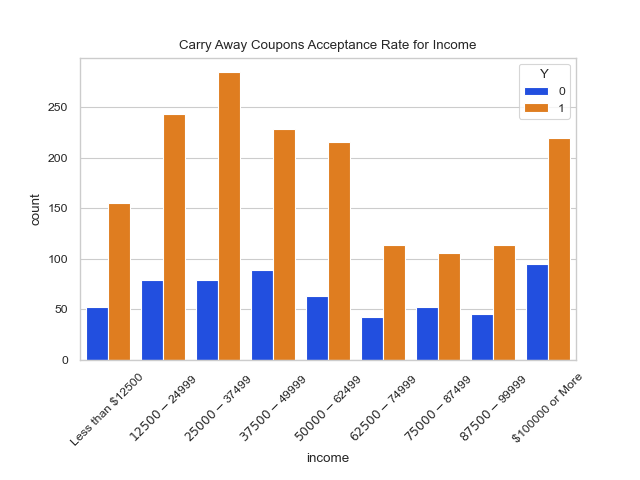 Carry Away Coupons Acceptance Rate for Income
Y
0
1
count
250
200
150
100
50
0
Less than $12500
12500 − 24999
25000 − 37499
37500 − 49999
50000 − 62499
62500 − 74999
75000 − 87499
87500 − 99999
$100000 or More
income